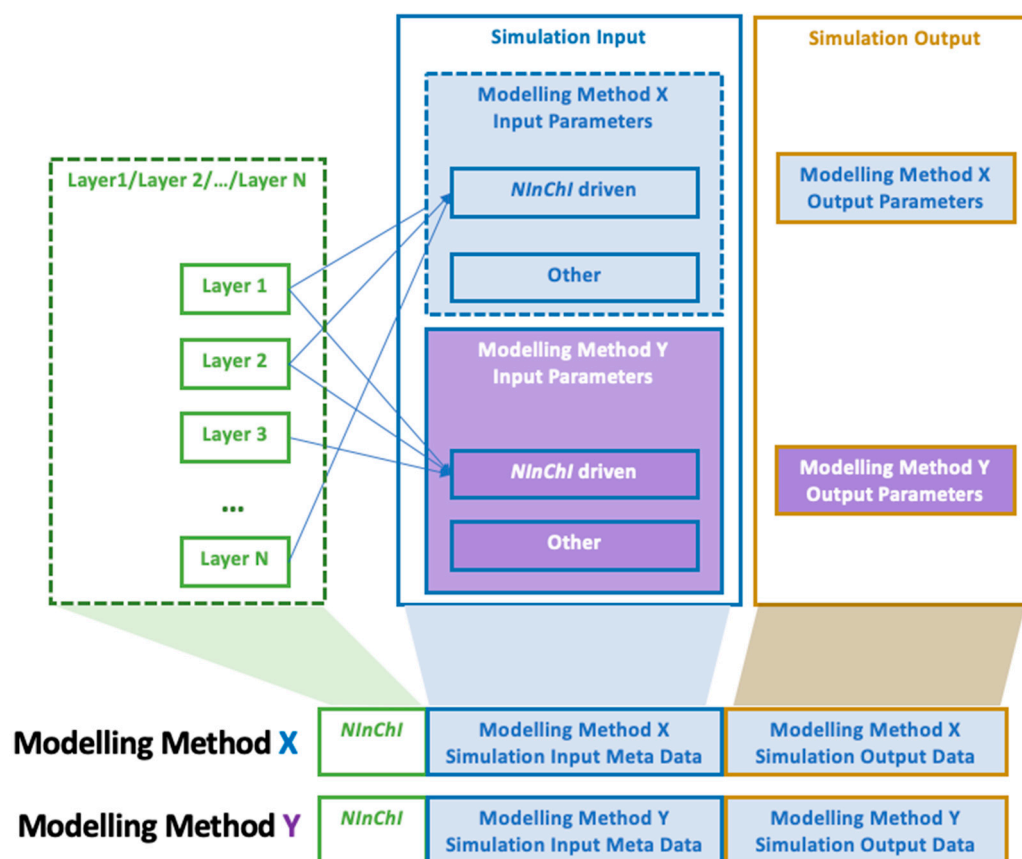 Simulation Input
Simulation Output
Modelling Method X
Input Parameters
Layer1/Layer 2/.../Layer N
NInChI driven
Modelling Method X
Output Parameters
Layer 1
Other
Layer 2
Modelling Method Y
Input Parameters
Layer 3
NInChI driven
Modelling Method Y
Output Parameters
...
Layer N
Other
Modelling Method X
NInChI
Modelling Method X
Simulation Input Meta Data
Modelling Method X
Simulation Output Data
Modelling Method Y
NInChI
Modelling Method Y
Simulation Input Meta Data
Modelling Method Y
Simulation Output Data